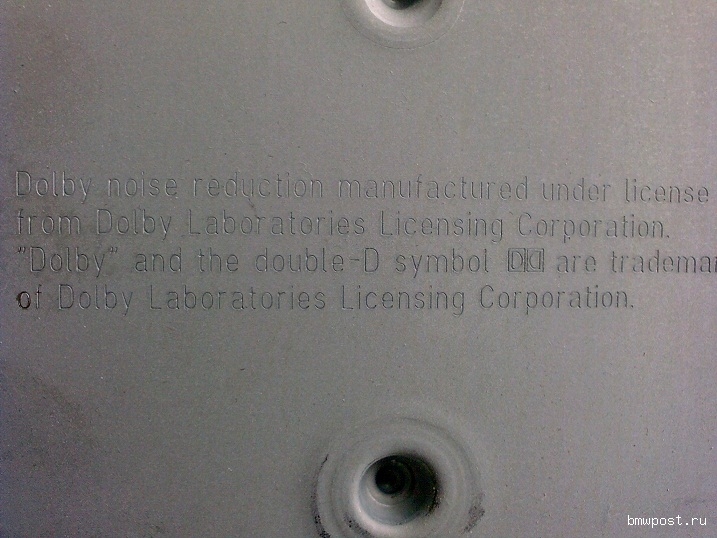 Dolby noise reduction manufactured under license
from Dolby Laboratories Licensing Corporation.
"Dolby" and the double-D symbol are trademar
of Dolby Laboratories Licensing Corporation.
bmwpost.ru